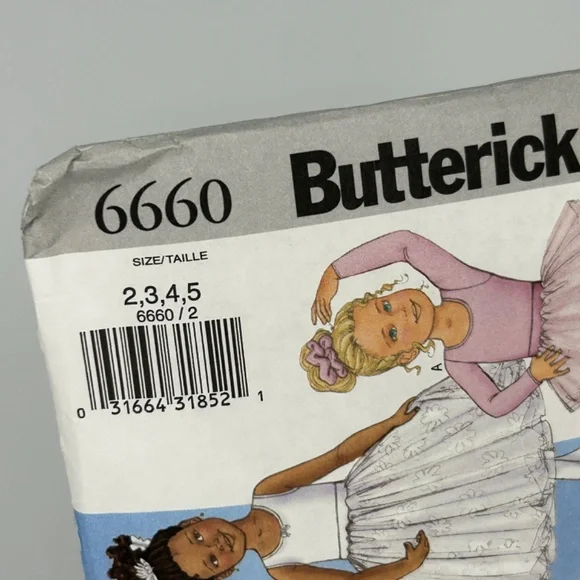 6660
Butterick
SIZE/TAILLE
2,3,4,5
6660/2
0 31664 31852 1
A